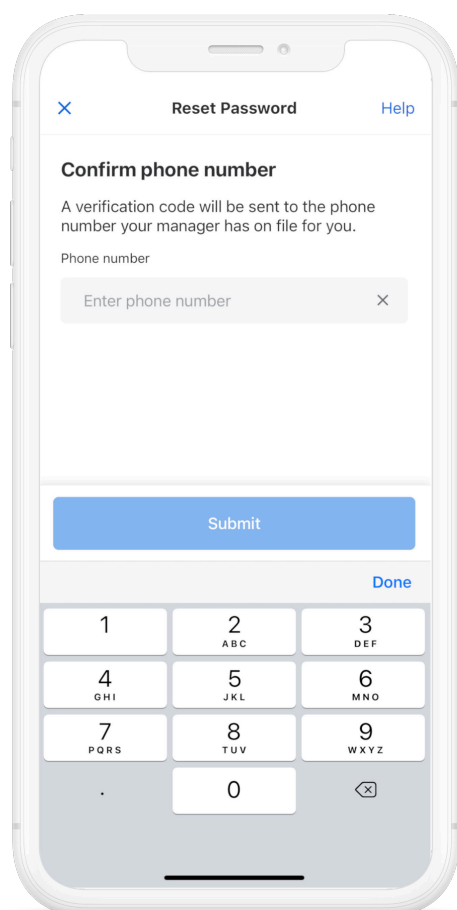 Reset Password Help
Confirm phone number
A verification code will be sent to the phone
number your manager has on file for you.
Phone number
Enter phone number
Submit
Done
1 2 3
ABC DEF
4 5 6
GHI JKL MNO
7 8 9
PQRS TUV WXYZ
. 0